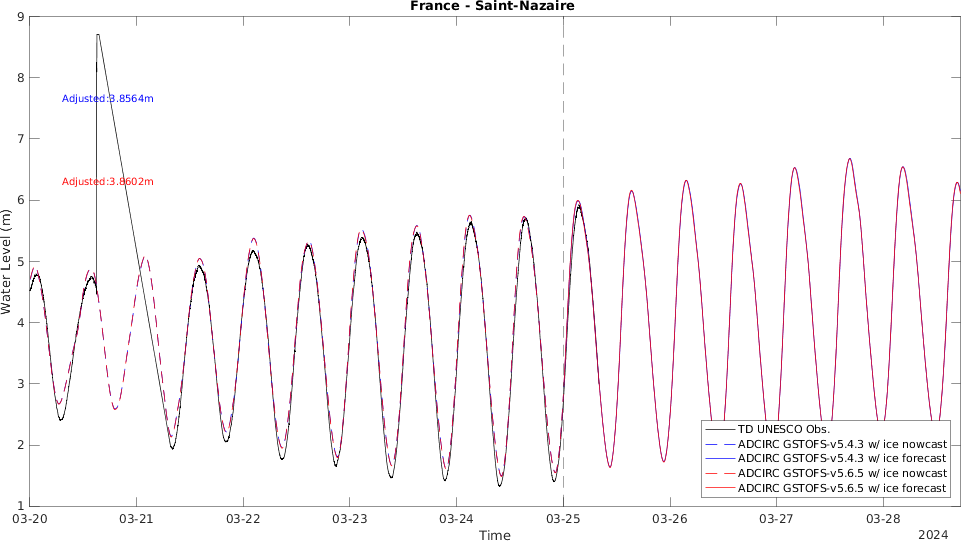 France - Saint-Nazaire
9
8
7
6
5
4
3
2
1
Water Level (m)
Adjusted:3.8564m
Adjusted:3.8602m
TD UNESCO Obs.
ADCIRC GSTOFS-v5.4.3 w/ ice nowcast
ADCIRC GSTOFS-v5.4.3 w/ ice forecast
ADCIRC GSTOFS-v5.6.5 w/ ice nowcast
ADCIRC GSTOFS-v5.6.5 w/ ice forecast
03-20 03-21 03-22 03-23 03-24 03-25 03-26 03-27 03-28
Time
2024